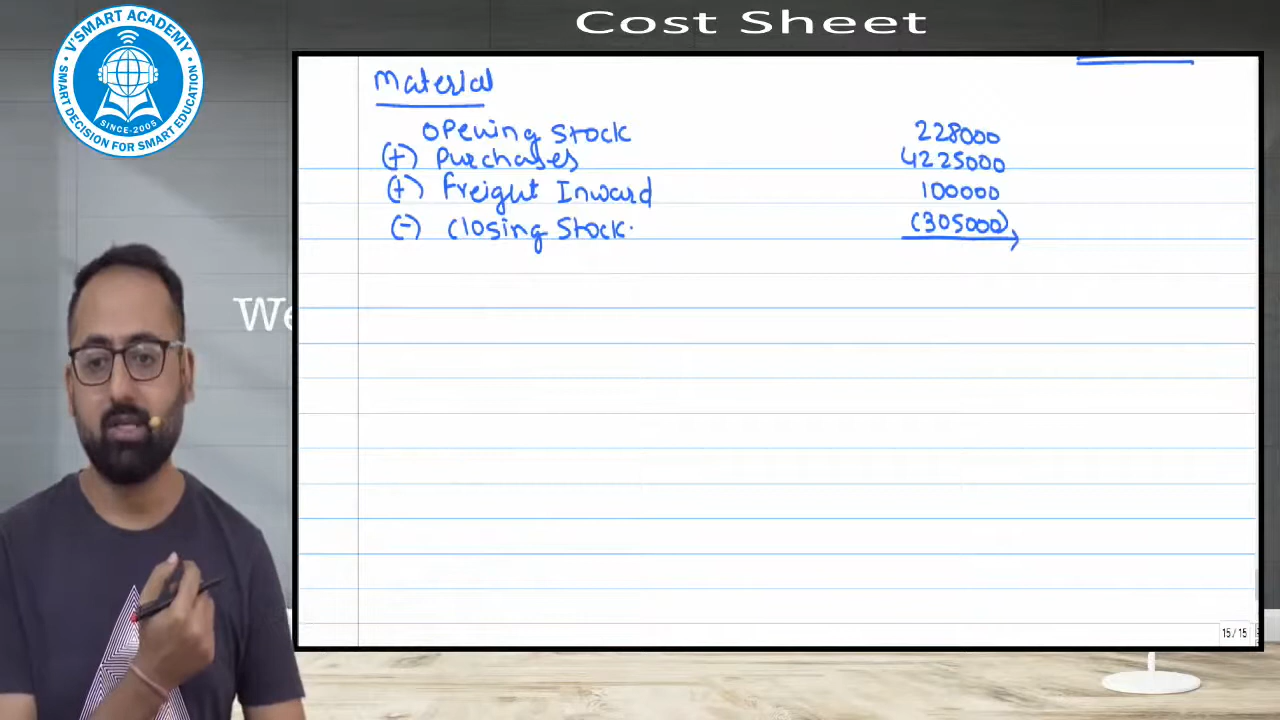 Cost Sheet
V'SMART ACADEMY
SINCE-2005
SMART DECISION FOR SMART EDUCATION
We
Material
Opening Stock 228000
(+) Purchases 4225000
(+) Freight Inward 100000
(-) Closing Stock. (305000)
15/15